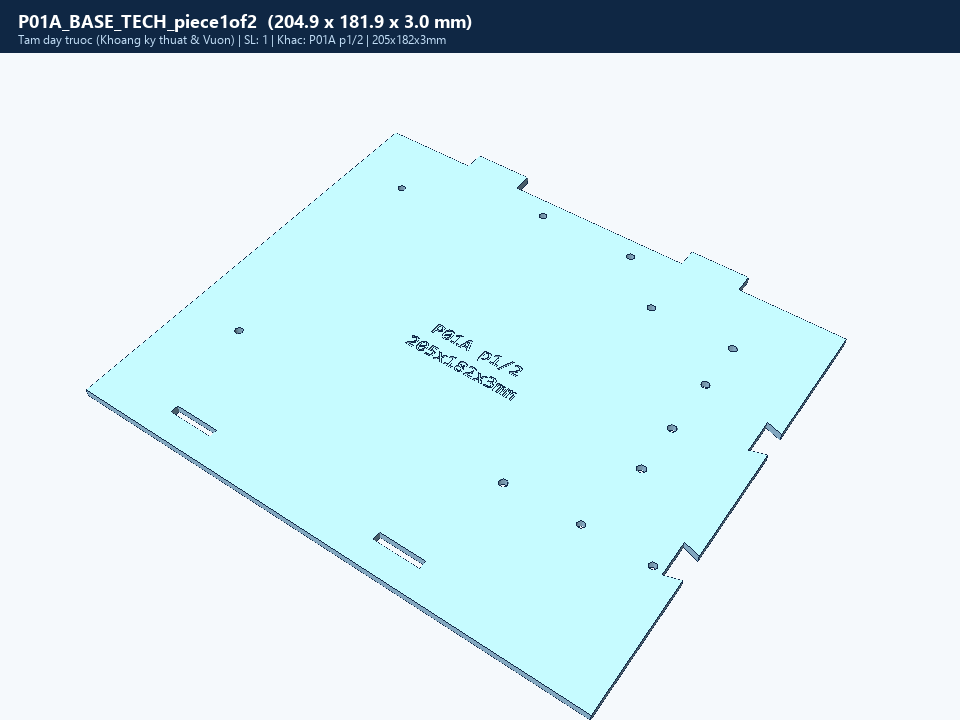 P01A_BASE_TECH_piece1of2 (204.9 x 181.9 x 3.0 mm)
Tam day truoc (Khoang ky thuat & Vuon) | SL: 1 | Khac: P01A p1/2 | 205x182x3mm
P01A p1/2
205x182x3mm